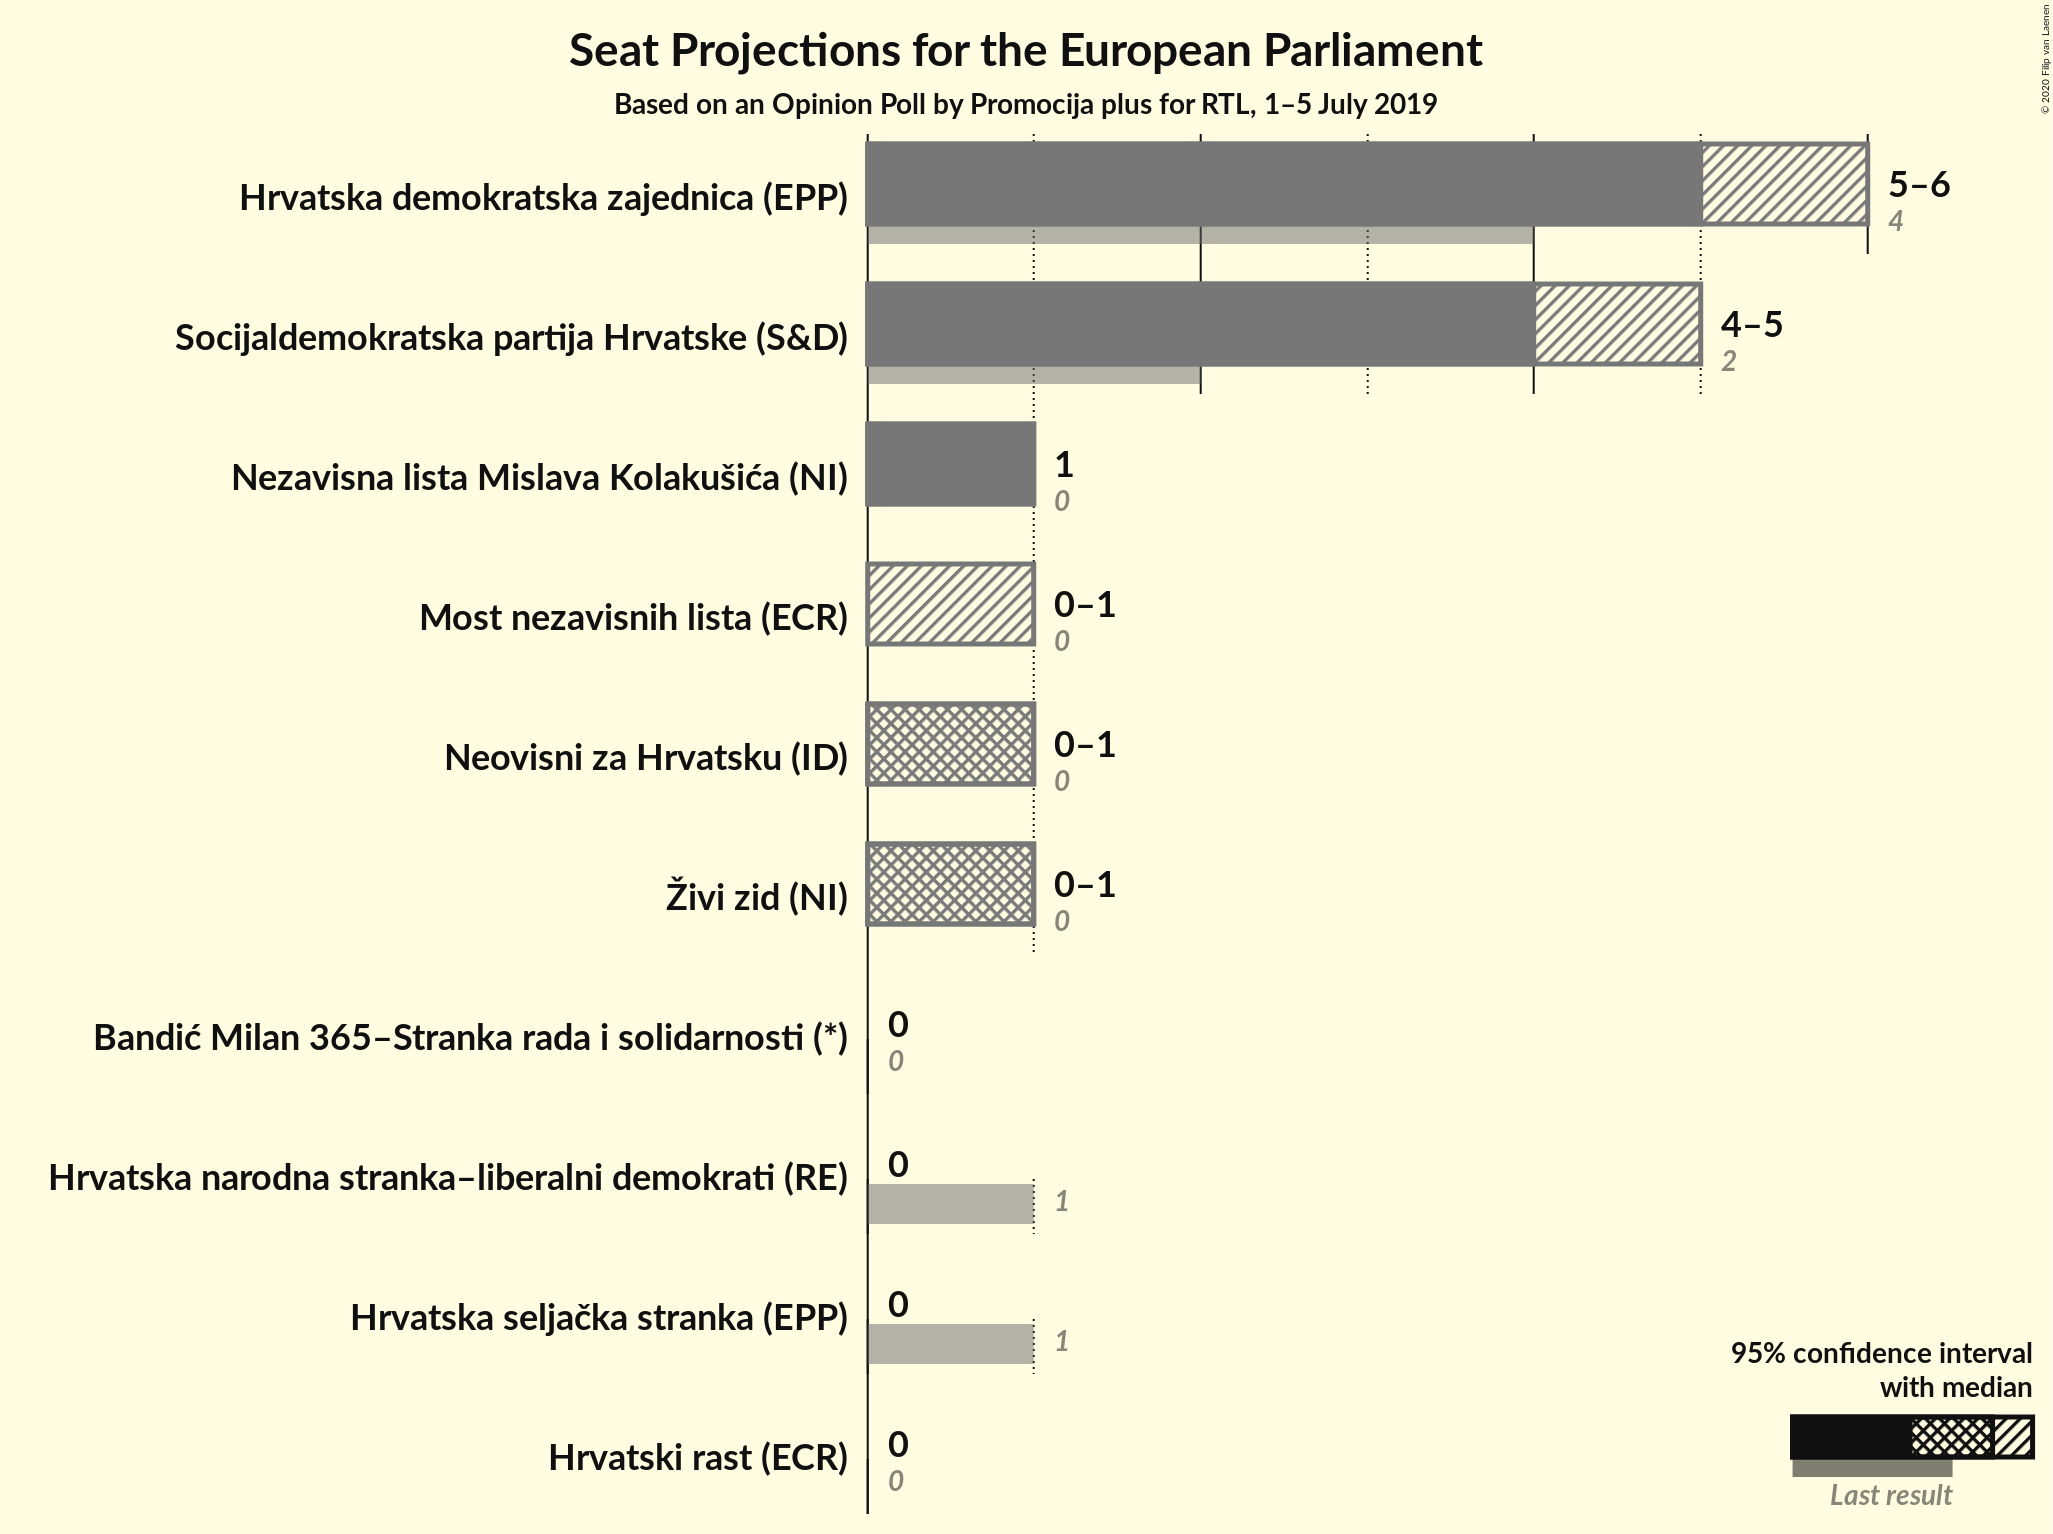 Seat Projections for the European Parliament
Based on an Opinion Poll by Promocija plus for RTL, 1–5 July 2019
© 2020 Filip van Laenen
Hrvatska demokratska zajednica (EPP)
5–6
4
Socijaldemokratska partija Hrvatske (S&D)
4–5
2
Nezavisna lista Mislava Kolakušića (NI)
1
0
Most nezavisnih lista (ECR)
0–1
0
Neovisni za Hrvatsku (ID)
0–1
0
Živi zid (NI)
0–1
0
Bandić Milan 365–Stranka rada i solidarnosti (*)
0
0
Hrvatska narodna stranka–liberalni demokrati (RE)
0
1
Hrvatska seljačka stranka (EPP)
0
1
Hrvatski rast (ECR)
0
0
95% confidence interval
with median
Last result